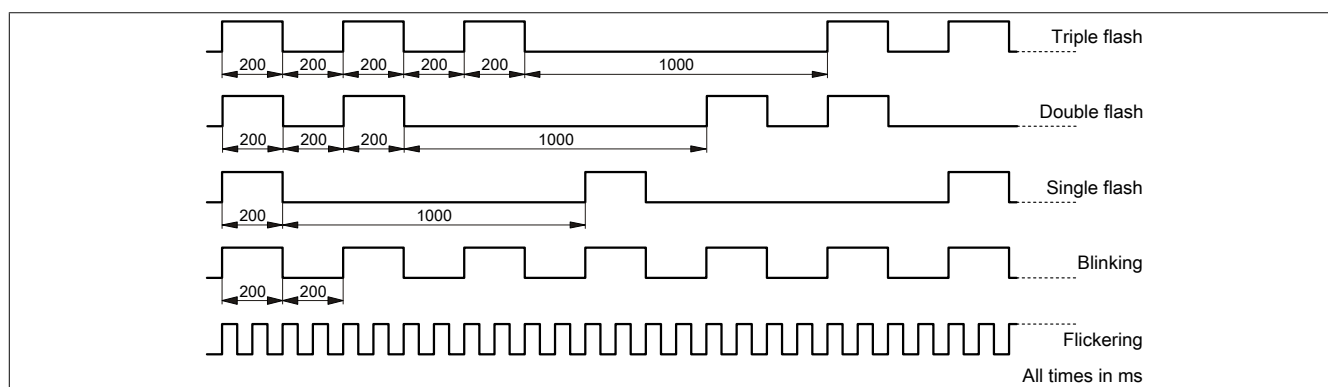 Triple flash
200 200 200 200 200 1000
Double flash
200 200 200 1000
Single flash
200 1000
Blinking
200 200
Flickering
All times in ms